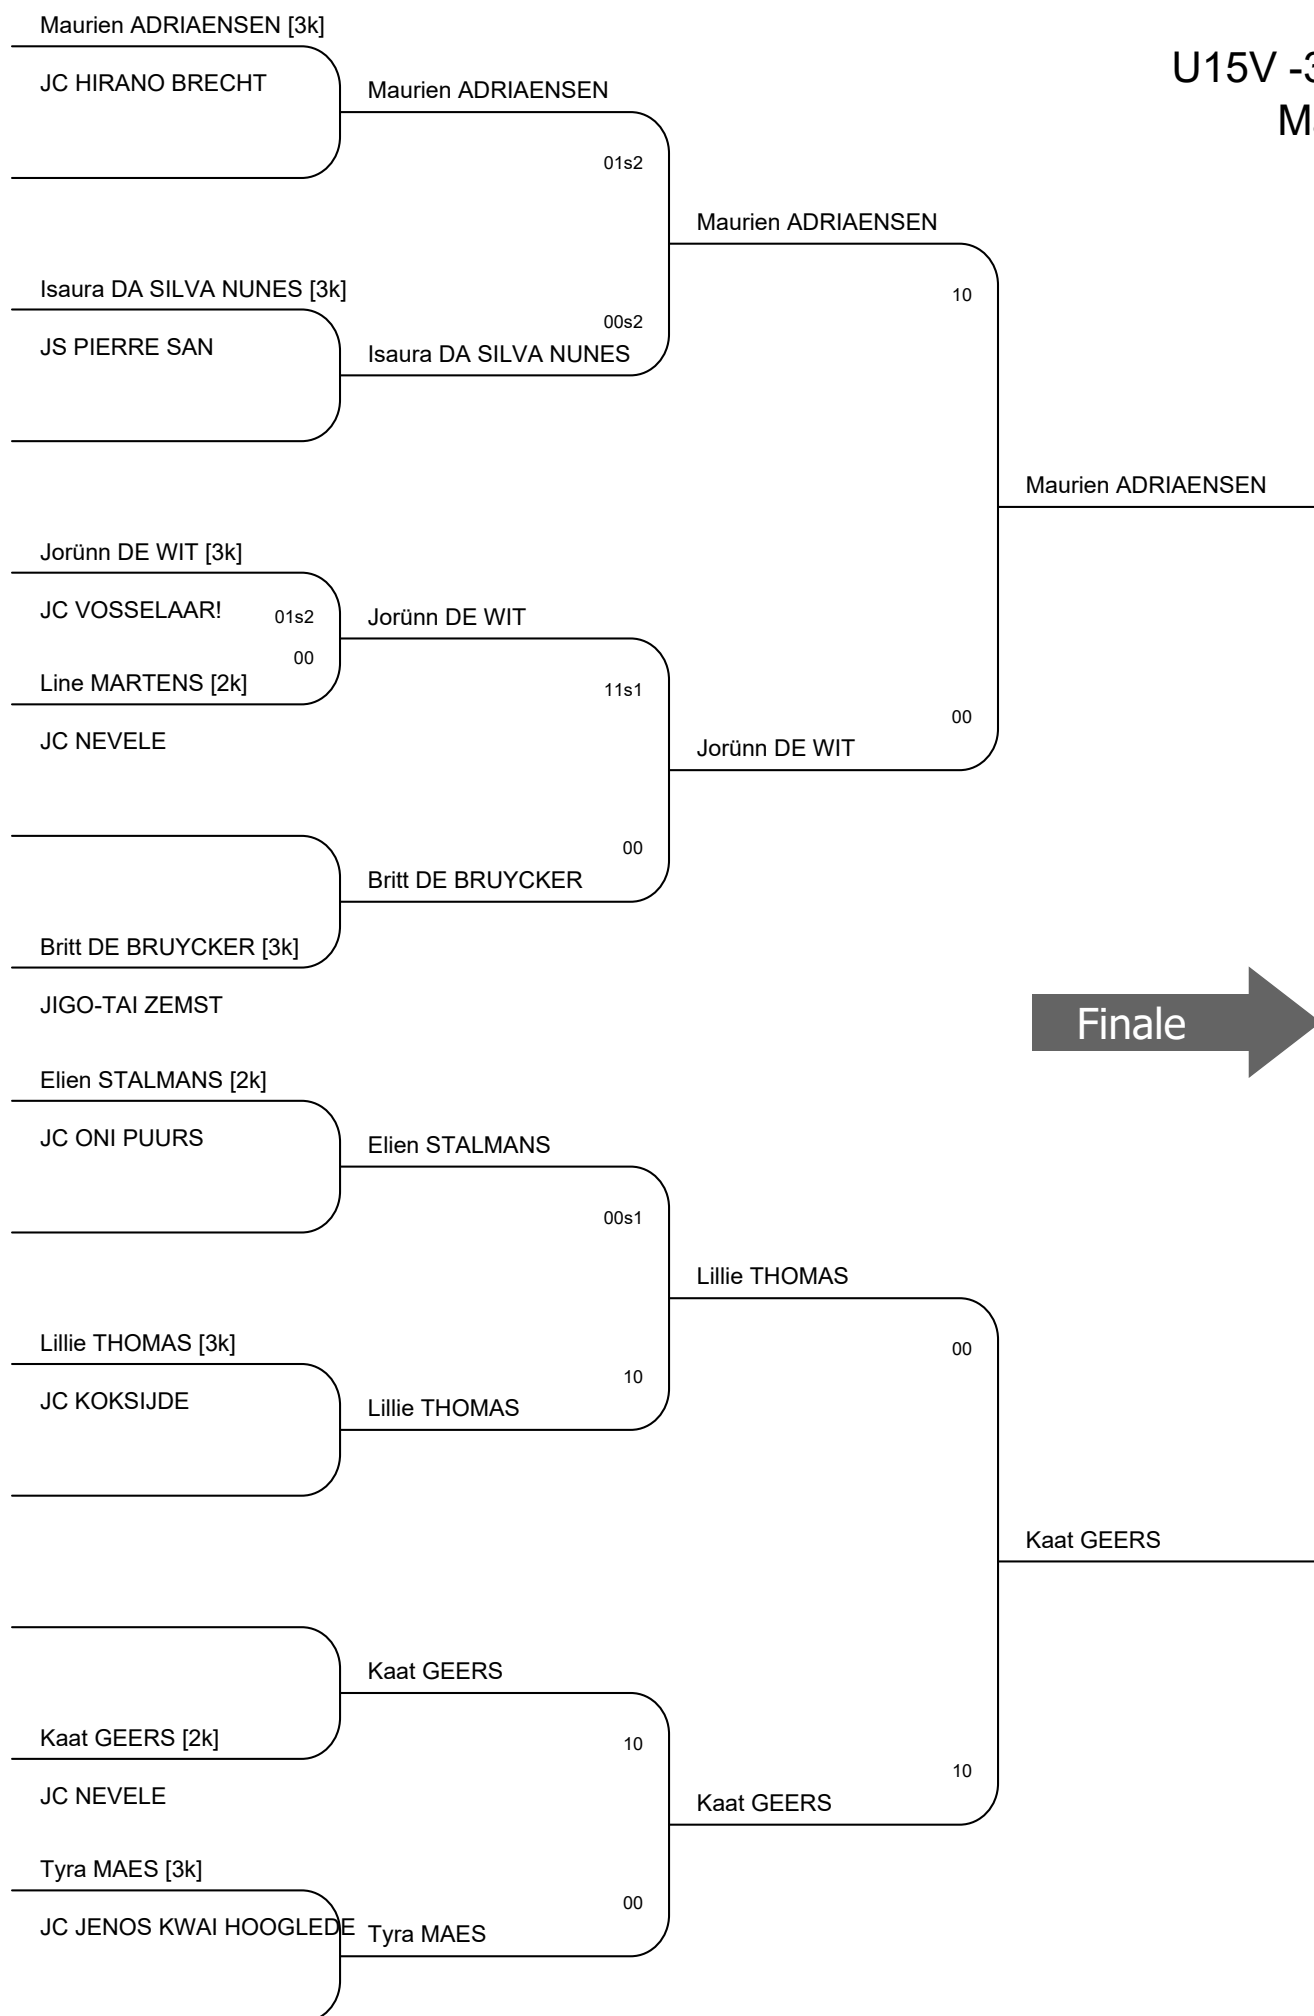 Maurien ADRIAENSEN [3k]
JC HIRANO BRECHT
Maurien ADRIAENSEN
U15V -3
M
01s2
Maurien ADRIAENSEN
Isaura DA SILVA NUNES [3k]
10
00s2
JS PIERRE SAN
Isaura DA SILVA NUNES
Maurien ADRIAENSEN
Jorünn DE WIT [3k]
JC VOSSELAAR!
01s2
Jorünn DE WIT
00
Line MARTENS [2k]
11s1
00
JC NEVELE
Jorünn DE WIT
00
Britt DE BRUYCKER
Britt DE BRUYCKER [3k]
JIGO-TAI ZEMST
Finale
Elien STALMANS [2k]
JC ONI PUURS
Elien STALMANS
00s1
Lillie THOMAS
Lillie THOMAS [3k]
00
10
JC KOKSIJDE
Lillie THOMAS
Kaat GEERS
Kaat GEERS
Kaat GEERS [2k]
10
10
JC NEVELE
Kaat GEERS
Tyra MAES [3k]
00
JC JENOS KWAI HOOGLEDE
Tyra MAES